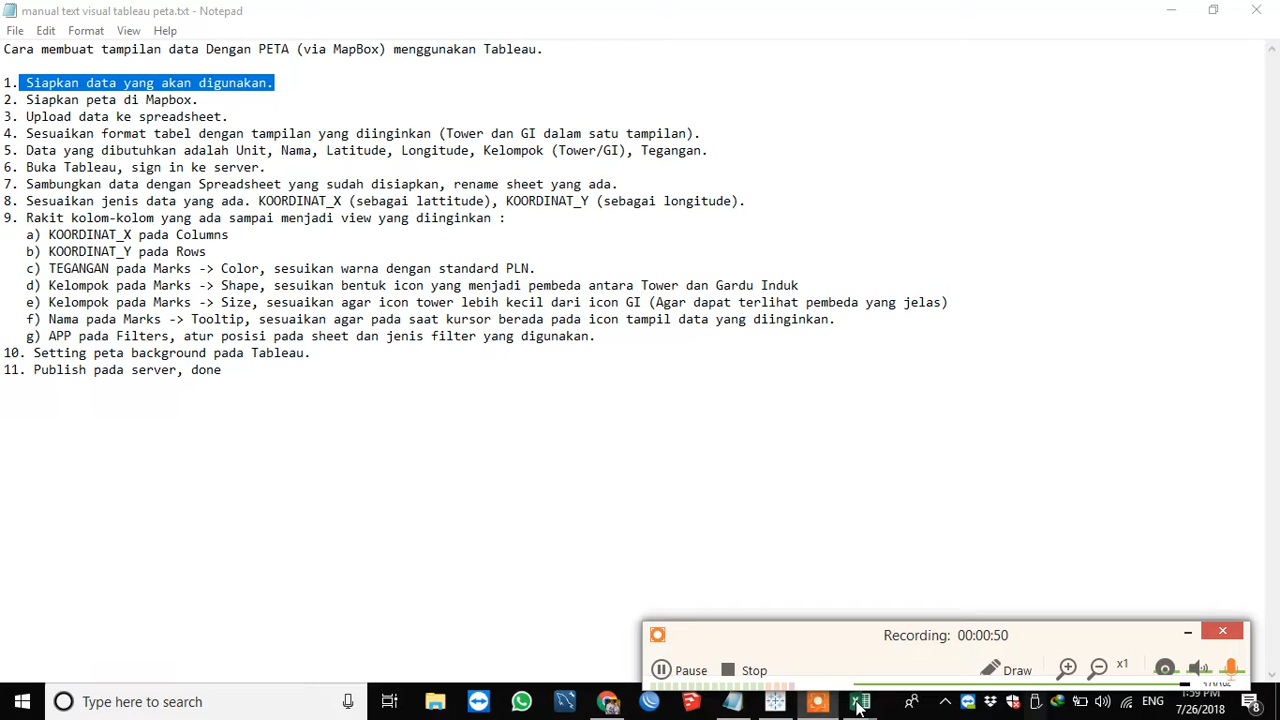 manual text visual tableau peta.txt - Notepad
File Edit Format View Help
Cara membuat tampilan data Dengan PETA (via MapBox) menggunakan Tableau.
1. Siapkan data yang akan digunakan.
2. Siapkan peta di Mapbox.
3. Upload data ke spreadsheet.
4. Sesuaikan format tabel dengan tampilan yang diinginkan (Tower dan GI dalam satu tampilan).
5. Data yang dibutuhkan adalah Unit, Nama, Latitude, Longitude, Kelompok (Tower/GI), Tegangan.
6. Buka Tableau, sign in ke server.
7. Sambungkan data dengan Spreadsheet yang sudah disiapkan, rename sheet yang ada.
8. Sesuaikan jenis data yang ada. KOORDINAT_X (sebagai lattitude), KOORDINAT_Y (sebagai longitude).
9. Rakit kolom-kolom yang ada sampai menjadi view yang diinginkan :
a) KOORDINAT_X pada Columns
b) KOORDINAT_Y pada Rows
c) TEGANGAN pada Marks -> Color, sesuikan warna dengan standard PLN.
d) Kelompok pada Marks -> Shape, sesuikan bentuk icon yang menjadi pembeda antara Tower dan Gardu Induk
e) Kelompok pada Marks -> Size, sesuaikan agar icon tower lebih kecil dari icon GI (Agar dapat terlihat pembeda yang jelas)
f) Nama pada Marks -> Tooltip, sesuaikan agar pada saat kursor berada pada icon tampil data yang diinginkan.
g) APP pada Filters, atur posisi pada sheet dan jenis filter yang digunakan.
10. Setting peta background pada Tableau.
11. Publish pada server, done
Recording: 00:00:50
Pause Stop Draw x1
Type here to search
ENG
1:59 PM
7/26/2018
8